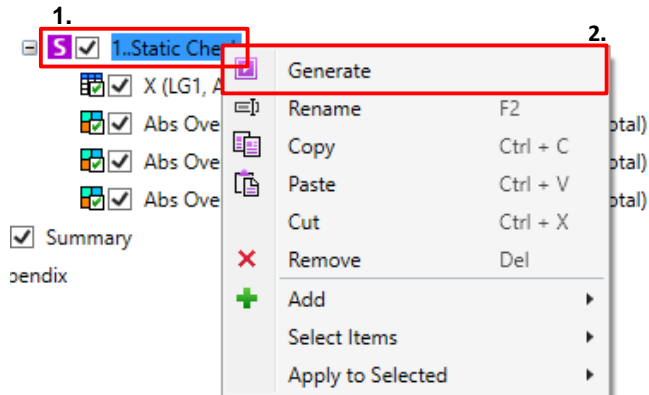 1.
2.
S 1..Static Che
Generate
X (LG1, A
Rename F2
Abs Ove otal)
Copy Ctrl + C
Abs Ove otal)
Paste Ctrl + V
Abs Ove otal)
Cut Ctrl + X
Summary
Remove Del
pendix
Add
Select Items
Apply to Selected